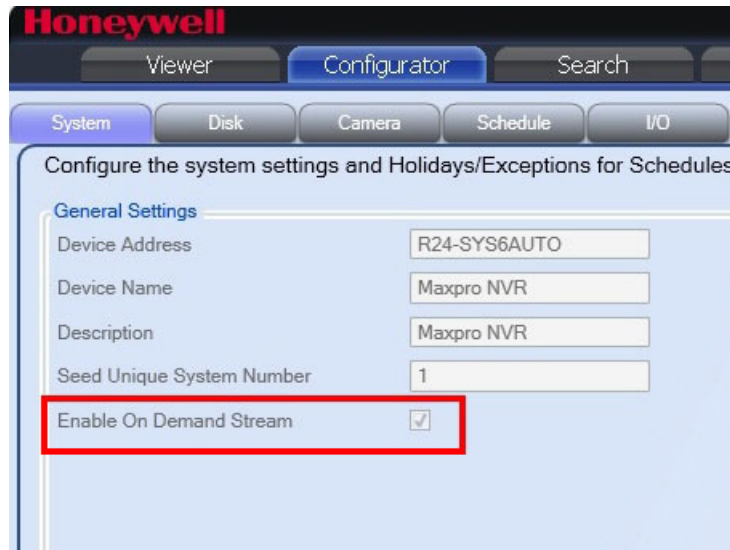 Honeywell
Viewer Configurator Search
System Disk Camera Schedule I/O
Configure the system settings and Holidays/Exceptions for Schedules
General Settings
Device Address R24-SYS6AUTO
Device Name Maxpro NVR
Description Maxpro NVR
Seed Unique System Number 1
Enable On Demand Stream